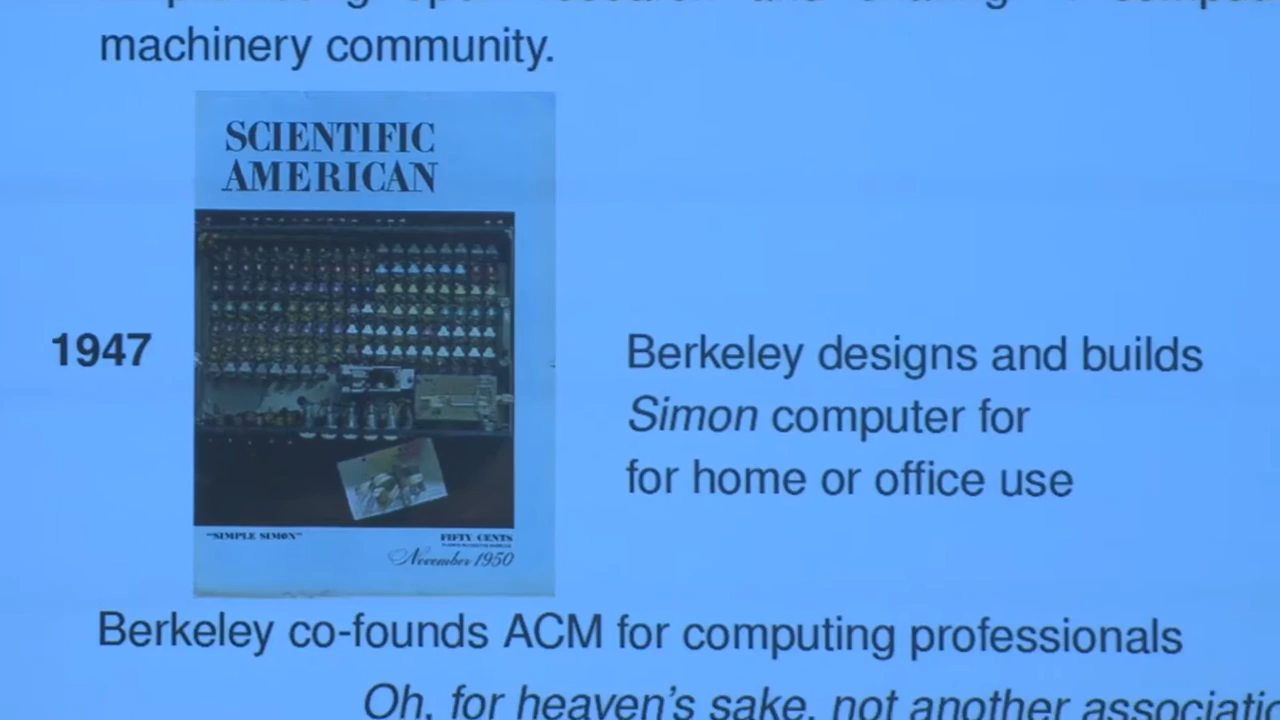 machinery community.
SCIENTIFIC
AMERICAN
1947
Berkeley designs and builds
Simon computer for
for home or office use
"SIMPLE SIMON"
FIFTY CENTS
November 1950
Berkeley co-founds ACM for computing professionals
Oh, for heaven's sake, not another